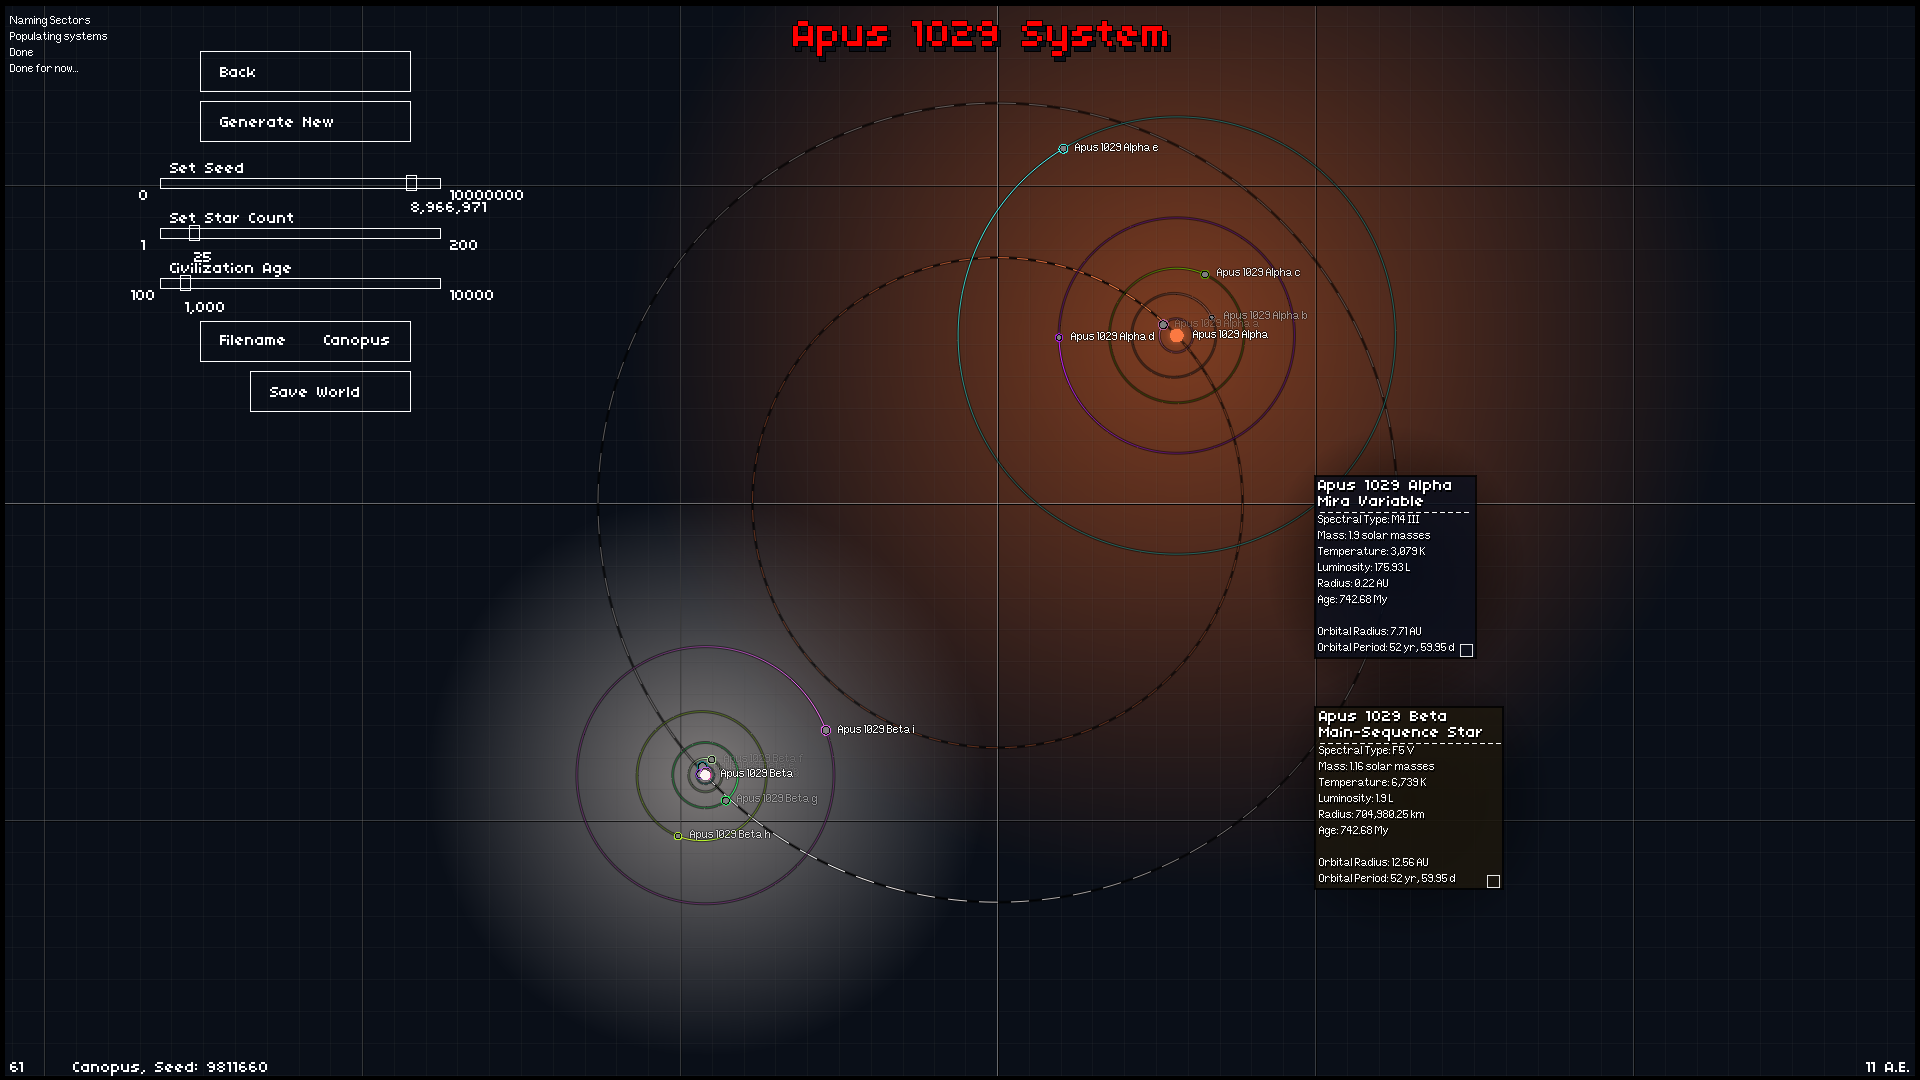 Naming Sectors
Populating systems
Done
Done for now...
Apus 1029 System
Back
Generate New
Set Seed
0
10000000
8,966,971
Set Star Count
1
200
25
Civilization Age
100
10000
1,000
Filename Canopus
Save World
Apus 1029 Alpha e
Apus 1029 Alpha c
Apus 1029 Alpha b
Apus 1029 Alpha a
Apus 1029 Alpha
Apus 1029 Alpha d
Apus 1029 Alpha
Mira Variable
Spectral Type: M4 III
Mass: 1.9 solar masses
Temperature: 3,079 K
Luminosity: 175.93 L
Radius: 0.22 AU
Age: 742.68 My
Orbital Radius: 7.71 AU
Orbital Period: 52 yr, 59.95 d
Apus 1029 Beta
Main-Sequence Star
Spectral Type: F5 V
Mass: 1.16 solar masses
Temperature: 6,739 K
Luminosity: 1.9 L
Radius: 704,980.25 km
Age: 742.68 My
Orbital Radius: 12.56 AU
Orbital Period: 52 yr, 59.95 d
Apus 1029 Beta i
Apus 1029 Beta f
Apus 1029 Beta
Apus 1029 Beta g
Apus 1029 Beta h
61
Canopus, Seed: 9811660
11 A.E.